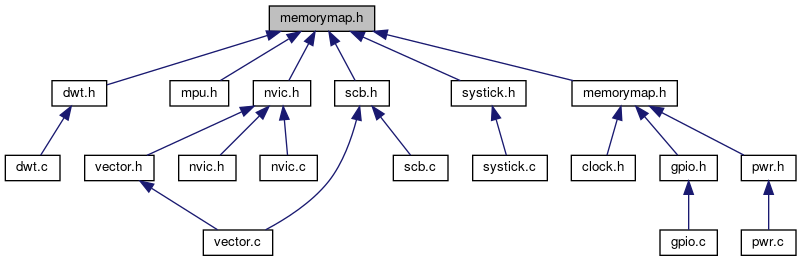 memorymap.h
dwt.h
mpu.h
nvic.h
scb.h
systick.h
memorymap.h
dwt.c
vector.h
nvic.h
nvic.c
scb.c
systick.c
clock.h
gpio.h
pwr.h
vector.c
gpio.c
pwr.c